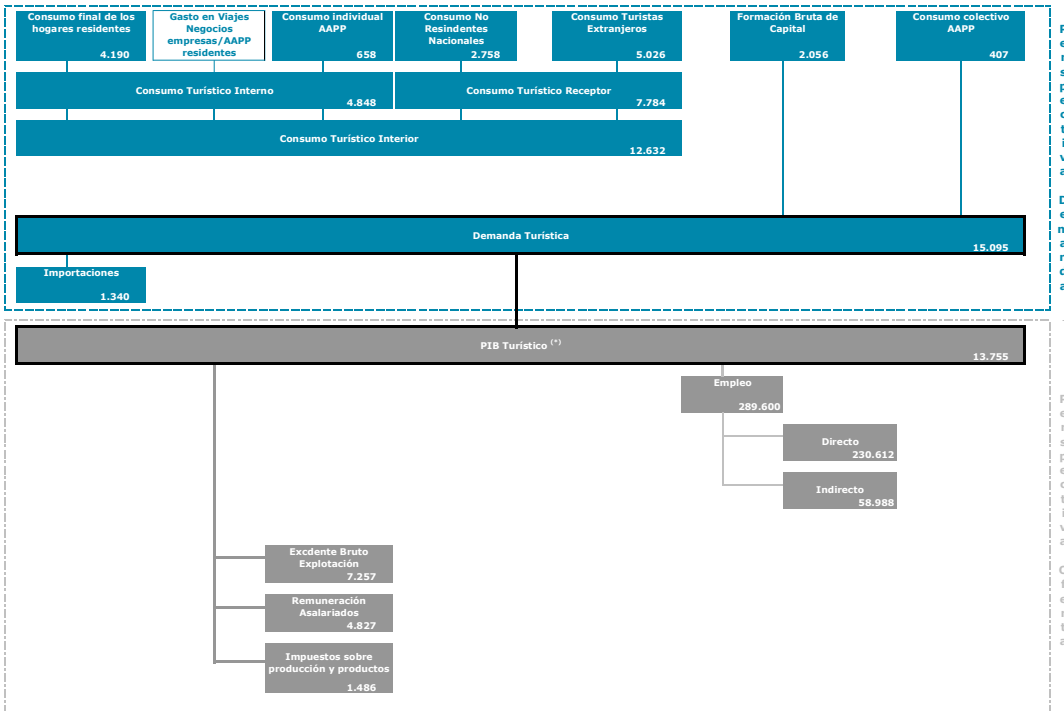 Consumo final de los
hogares residentes
4.190
Gasto en Viajes
Negocios
empresas/AAPP
residentes
Consumo individual
AAPP
658
Consumo No
Resindentes
Nacionales
2.758
Consumo Turistas
Extranjeros
5.026
Formación Bruta de
Capital
2.056
Consumo colectivo
AAPP
407
Consumo Turístico Interno
4.848
Consumo Turístico Receptor
7.784
Consumo Turístico Interior
12.632
Demanda Turística
15.095
Importaciones
1.340
Perspectiva
Demanda
PIB Turístico (*)
13.755
Empleo
289.600
Directo
230.612
Indirecto
58.988
Excdente Bruto
Explotación
7.257
Remuneración
Asalariados
4.827
Impuestos sobre
producción y productos
1.486
Perspectiva
Oferta